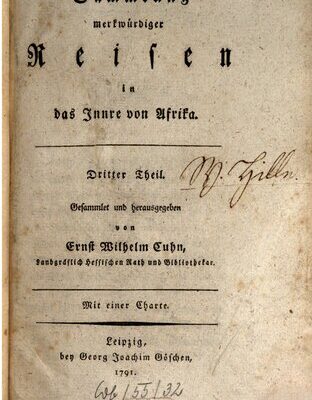 Sammlung
merkwürdiger
Reisen
in
das Innre von Afrika.
Dritter Theil.
Gesammlet und herausgegeben
von
Ernst Wilhelm Cuhn,
Landgräflich Hessischen Rath und Bibliothekar.
Mit einer Charte.
Leipzig,
bey Georg Joachim Göschen,
1791.